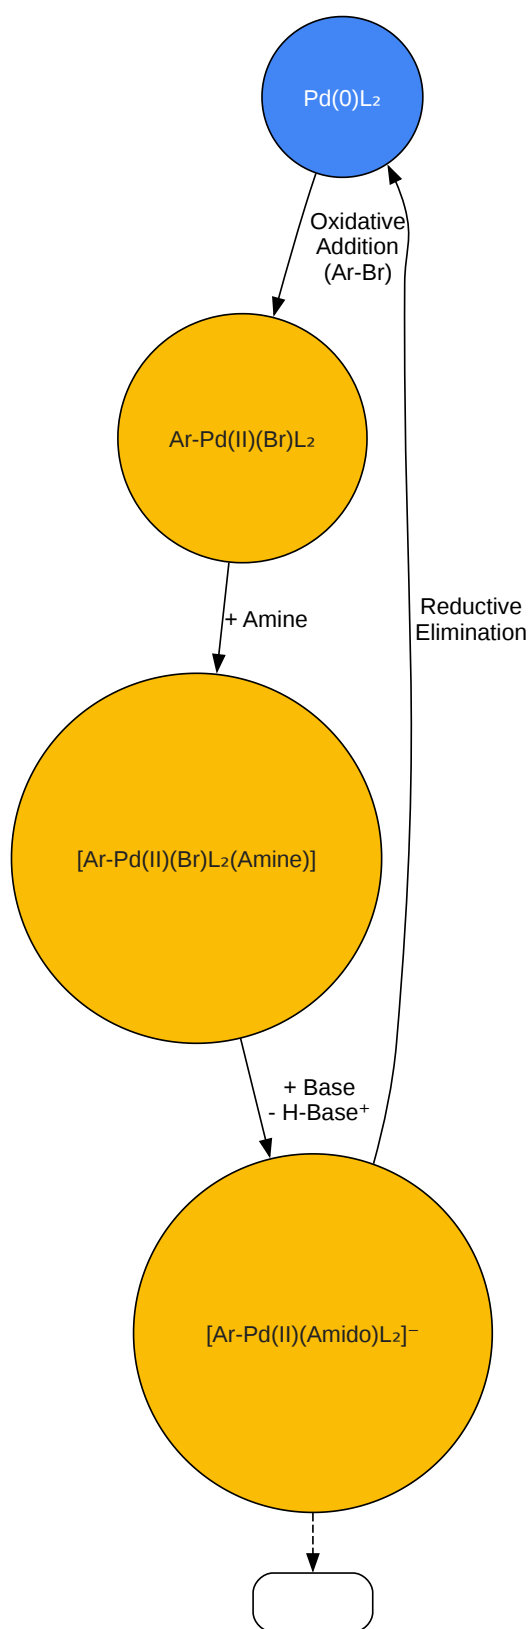 Pd(0)L₂
Oxidative
Addition
(Ar-Br)
Ar-Pd(II)(Br)L₂
Reductive
Elimination
+ Amine
[Ar-Pd(II)(Br)L₂(Amine)]
+ Base
- H-Base⁺
[Ar-Pd(II)(Amido)L₂]⁻